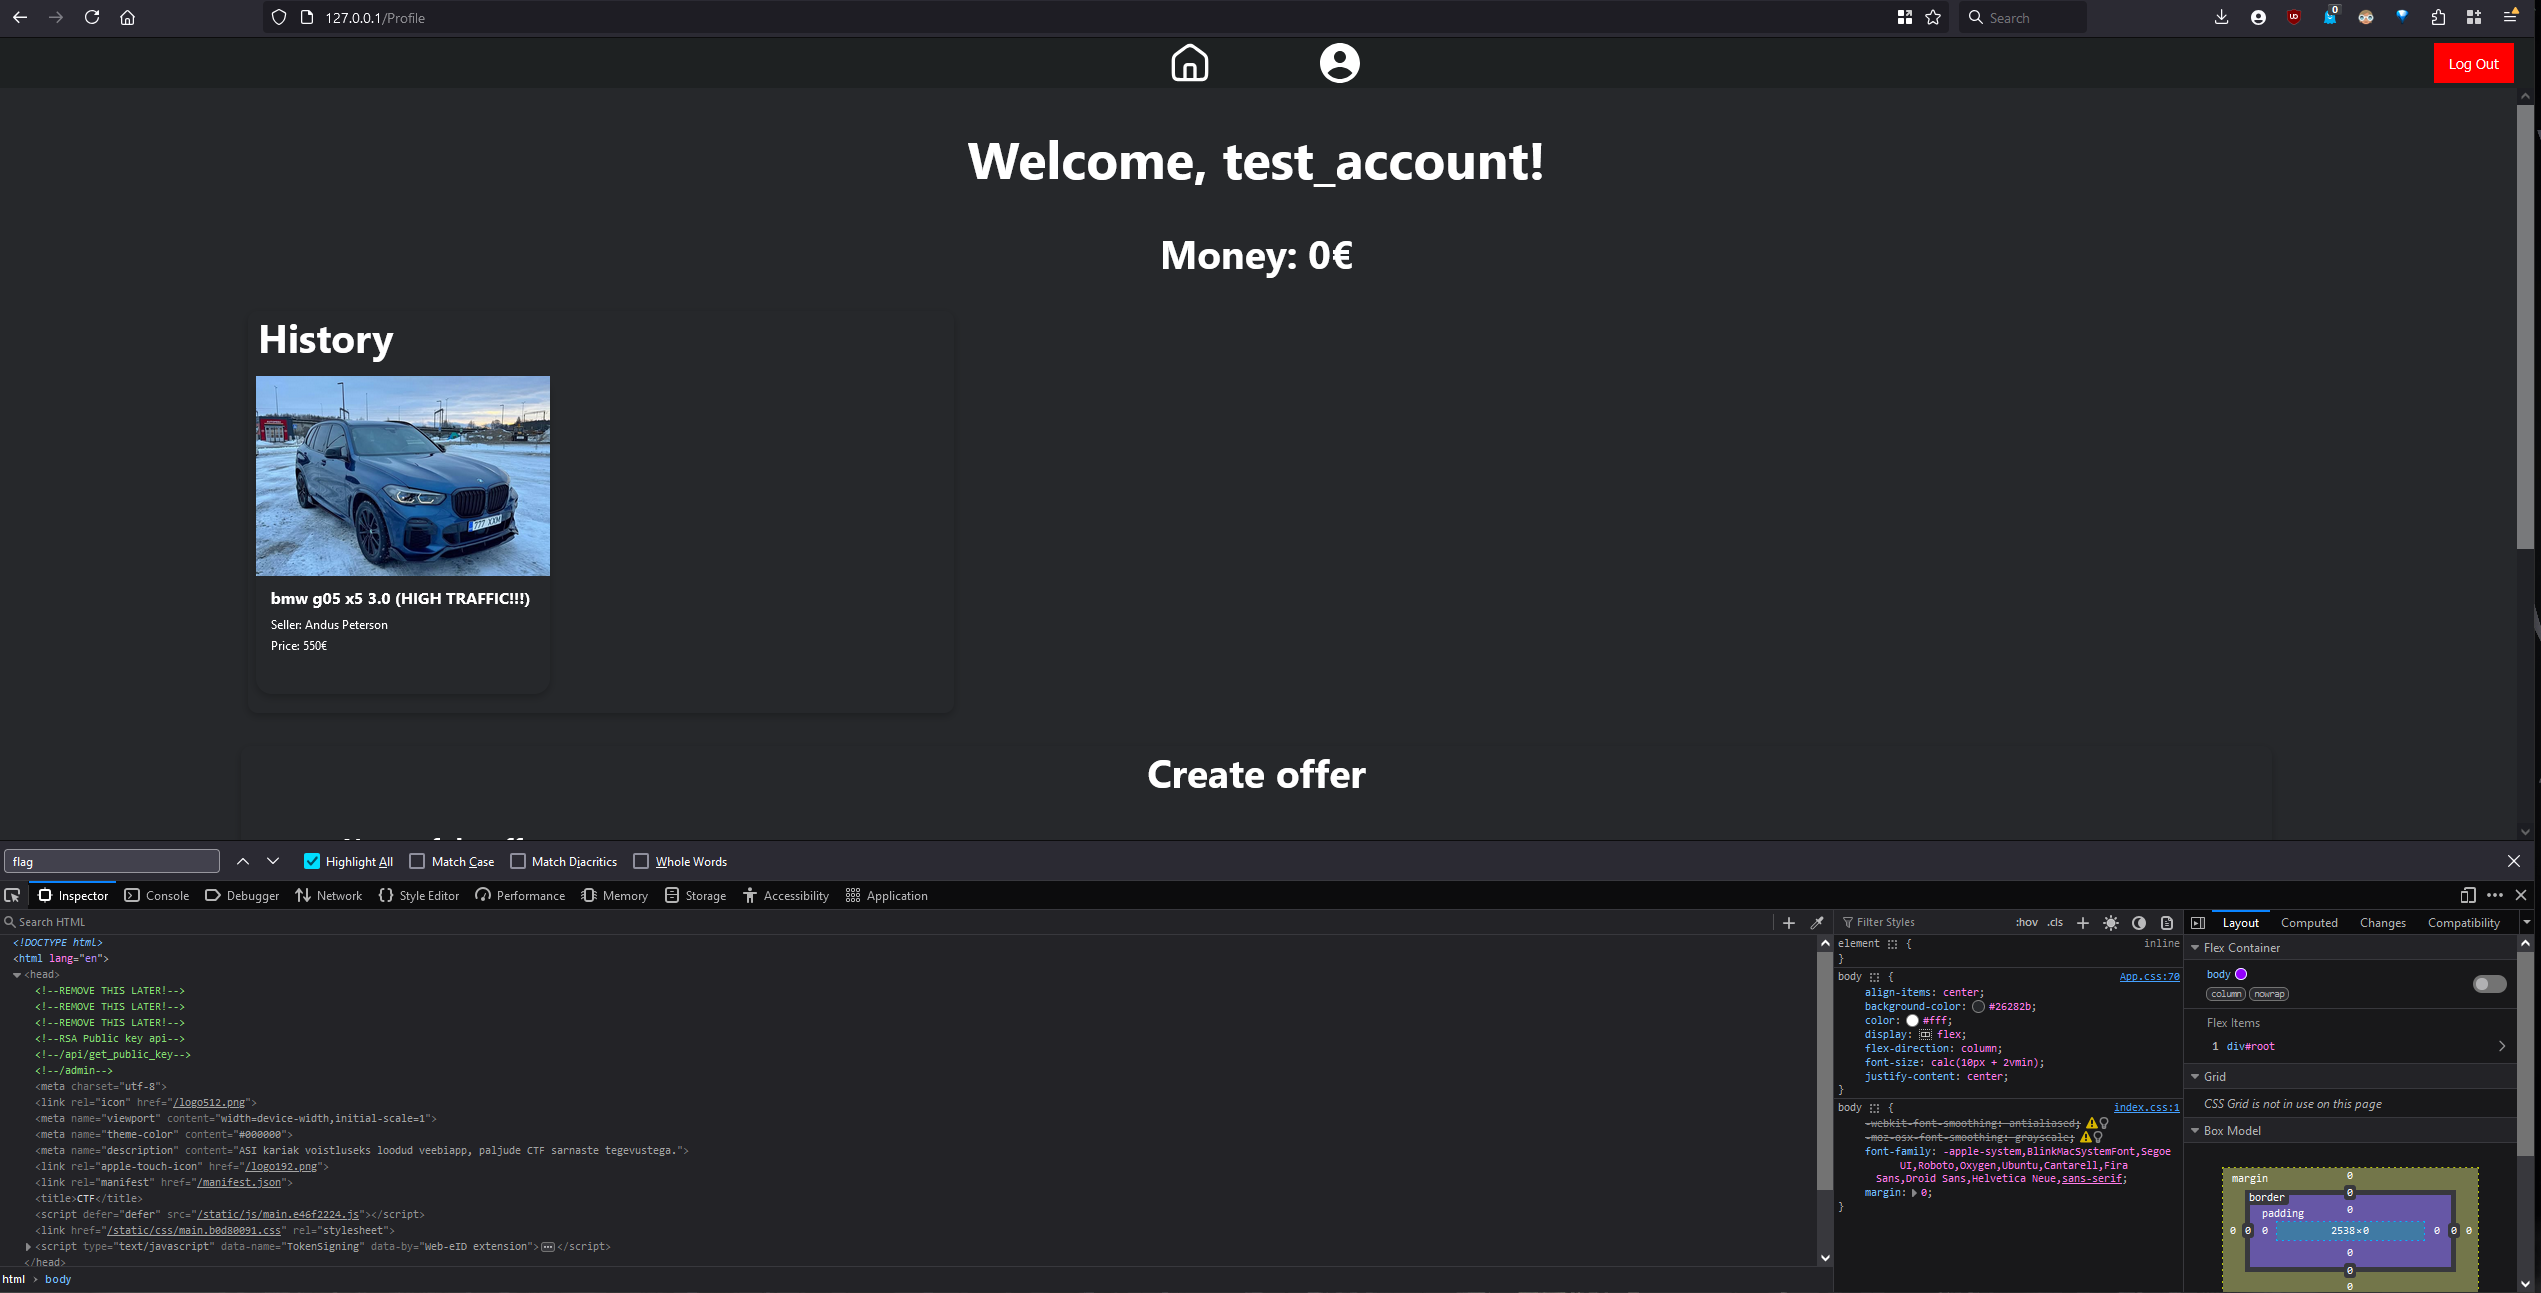 127.0.0.1/Profile
Search
0
Log Out
Welcome, test_account!
Money: 0€
History
777 XXM
bmw g05 x5 3.0 (HIGH TRAFFIC!!!)
Seller: Andus Peterson
Price: 550€
Create offer
flag
Highlight All
Match Case
Match Diacritics
Whole Words
Inspector
Console
Debugger
Network
Style Editor
Performance
Memory
Storage
Accessibility
Application
Search HTML
<!DOCTYPE html>
<html lang="en">
<head>
<!--REMOVE THIS LATER!-->
<!--REMOVE THIS LATER!-->
<!--REMOVE THIS LATER!-->
<!--RSA Public key api-->
<!--/api/get_public_key-->
<!--/admin-->
<meta charset="utf-8">
<link rel="icon" href="/logo512.png">
<meta name="viewport" content="width=device-width,initial-scale=1">
<meta name="theme-color" content="#000000">
<meta name="description" content="ASI kariak voistluseks loodud veebiapp, paljude CTF sarnaste tegevustega.">
<link rel="apple-touch-icon" href="/logo192.png">
<link rel="manifest" href="/manifest.json">
<title>CTF</title>
<script defer="defer" src="/static/js/main.e46f2224.js"></script>
<link href="/static/css/main.b0d80091.css" rel="stylesheet">
<script type="text/javascript" data-name="TokenSigning" data-by="Web-eID extension"></script>
</head>
html › body
Filter Styles
:hov .cls
element { inline
}
body { App.css:70
align-items: center;
background-color: #26282b;
color: #fff;
display: flex;
flex-direction: column;
font-size: calc(10px + 2vmin);
justify-content: center;
}
body { index.css:1
-webkit-font-smoothing: antialiased;
-moz-osx-font-smoothing: grayscale;
font-family: -apple-system,BlinkMacSystemFont,Segoe
UI,Roboto,Oxygen,Ubuntu,Cantarell,Fira
Sans,Droid Sans,Helvetica Neue,sans-serif;
margin: 0;
}
Layout
Computed
Changes
Compatibility
Flex Container
body
column nowrap
Flex Items
1 div#root
Grid
CSS Grid is not in use on this page
Box Model
margin 0
border 0
padding 0
0 0 0 2538×0 0 0 0
0
0
0